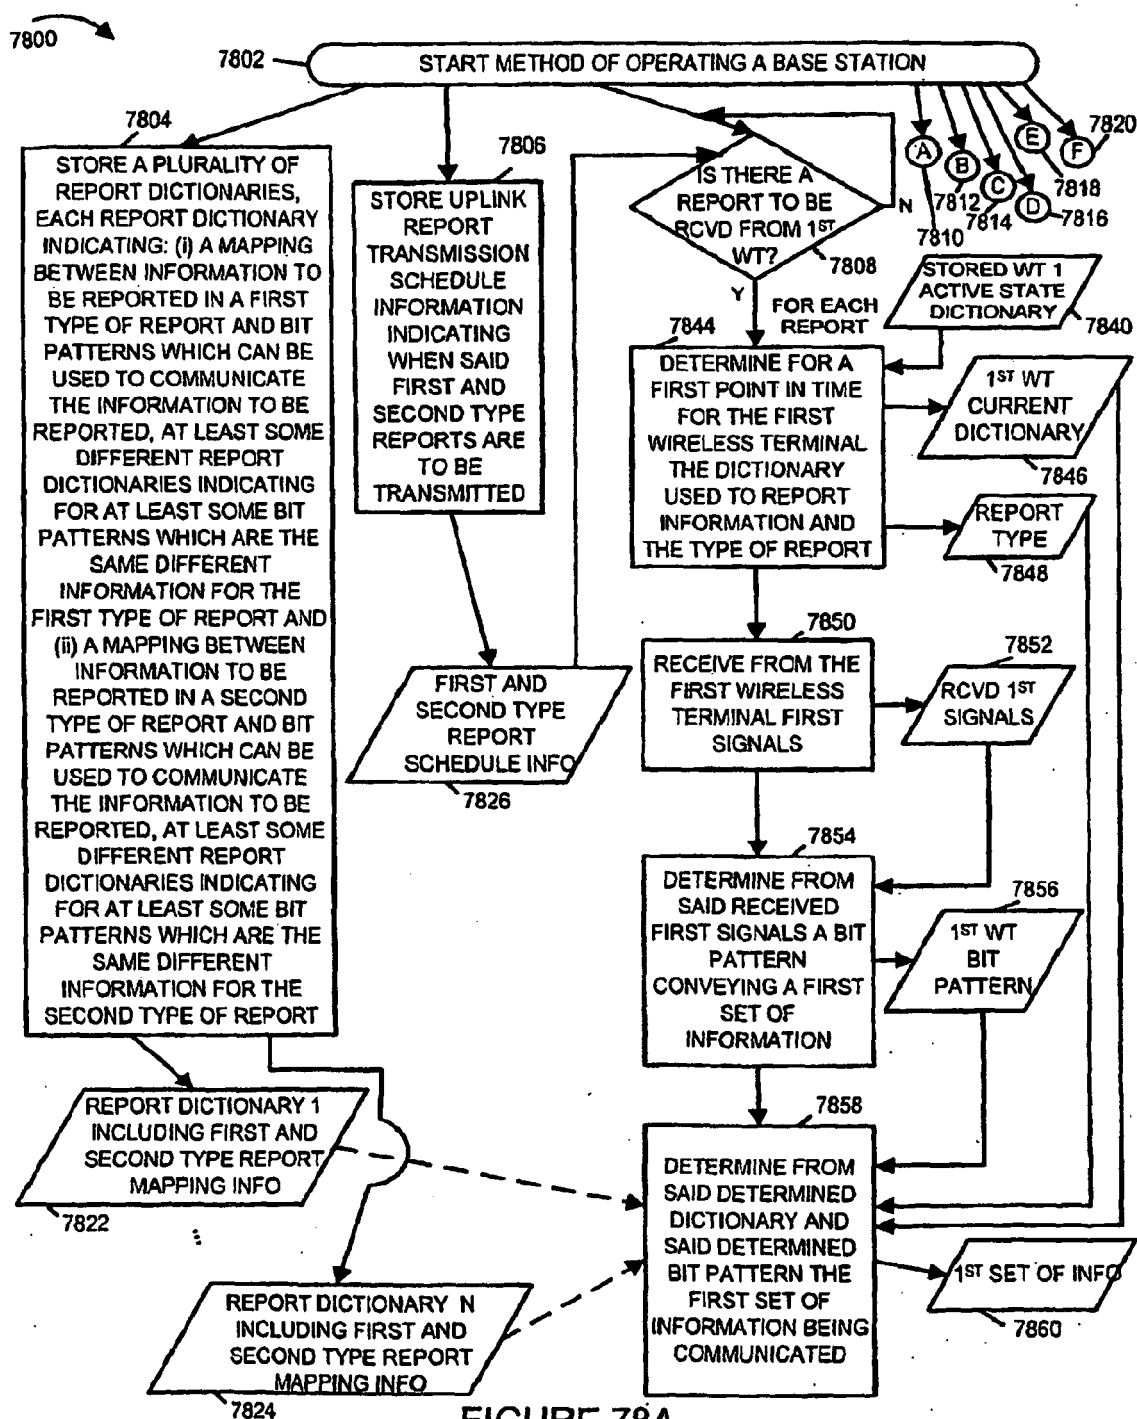 7800
7802
START METHOD OF OPERATING A BASE STATION
7804
STORE A PLURALITY OF
REPORT DICTIONARIES,
EACH REPORT DICTIONARY
INDICATING: (i) A MAPPING
BETWEEN INFORMATION TO
BE REPORTED IN A FIRST
TYPE OF REPORT AND BIT
PATTERNS WHICH CAN BE
USED TO COMMUNICATE
THE INFORMATION TO BE
REPORTED, AT LEAST SOME
DIFFERENT REPORT
DICTIONARIES INDICATING
FOR AT LEAST SOME BIT
PATTERNS WHICH ARE THE
SAME DIFFERENT
INFORMATION FOR THE
FIRST TYPE OF REPORT AND
(ii) A MAPPING BETWEEN
INFORMATION TO BE
REPORTED IN A SECOND
TYPE OF REPORT AND BIT
PATTERNS WHICH CAN BE
USED TO COMMUNICATE
THE INFORMATION TO BE
REPORTED, AT LEAST SOME
DIFFERENT REPORT
DICTIONARIES INDICATING
FOR AT LEAST SOME BIT
PATTERNS WHICH ARE THE
SAME DIFFERENT
INFORMATION FOR THE
SECOND TYPE OF REPORT
7806
STORE UPLINK
REPORT
TRANSMISSION
SCHEDULE
INFORMATION
INDICATING
WHEN SAID
FIRST AND
SECOND TYPE
REPORTS ARE
TO BE
TRANSMITTED
IS THERE A
REPORT TO BE
RCVD FROM 1ST
WT?
N
7808
Y
A
7810
B
7812
C
7814
D
7816
E
7818
F
7820
FOR EACH
REPORT
STORED WT 1
ACTIVE STATE
DICTIONARY
7840
7844
DETERMINE FOR A
FIRST POINT IN TIME
FOR THE FIRST
WIRELESS TERMINAL
THE DICTIONARY
USED TO REPORT
INFORMATION AND
THE TYPE OF REPORT
1ST WT
CURRENT
DICTIONARY
7846
REPORT
TYPE
7848
FIRST AND
SECOND TYPE
REPORT
SCHEDULE INFO
7826
7850
RECEIVE FROM THE
FIRST WIRELESS
TERMINAL FIRST
SIGNALS
7852
RCVD 1ST
SIGNALS
7854
DETERMINE FROM
SAID RECEIVED
FIRST SIGNALS A BIT
PATTERN
CONVEYING A FIRST
SET OF
INFORMATION
7856
1ST WT
BIT
PATTERN
REPORT DICTIONARY 1
INCLUDING FIRST AND
SECOND TYPE REPORT
MAPPING INFO
7822
7858
DETERMINE FROM
SAID DETERMINED
DICTIONARY AND
SAID DETERMINED
BIT PATTERN THE
FIRST SET OF
INFORMATION BEING
COMMUNICATED
1ST SET OF INFO
7860
REPORT DICTIONARY N
INCLUDING FIRST AND
SECOND TYPE REPORT
MAPPING INFO
7824
FIGURE 78A